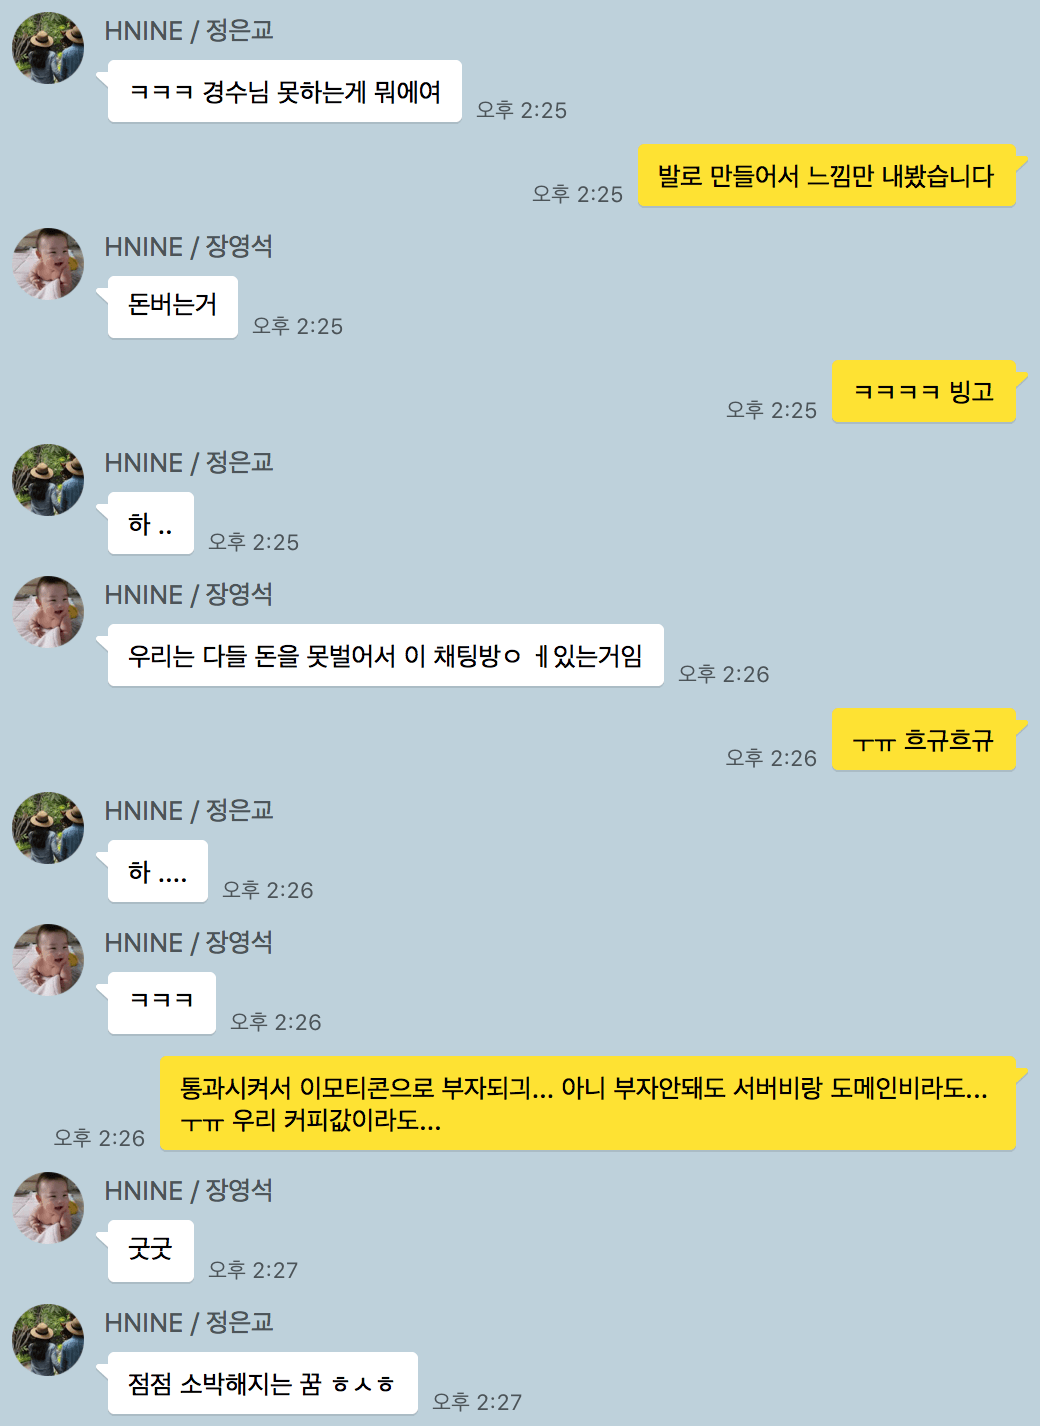 HNINE / 정은교
ㅋㅋㅋ 경수님 못하는게 뭐에여
오후 2:25
발로 만들어서 느낌만 내봤습니다
오후 2:25
HNINE / 장영석
돈버는거
오후 2:25
ㅋㅋㅋㅋ 빙고
오후 2:25
HNINE / 정은교
하 ..
오후 2:25
HNINE / 장영석
우리는 다들 돈을 못벌어서 이 채팅방ㅇ ㅔ있는거임
오후 2:26
ㅜㅠ 흐규흐규
오후 2:26
HNINE / 정은교
하 ....
오후 2:26
HNINE / 장영석
ㅋㅋㅋ
오후 2:26
통과시켜서 이모티콘으로 부자되긔... 아니 부자안돼도 서버비랑 도메인비라도...
ㅜㅠ 우리 커피값이라도...
오후 2:26
HNINE / 장영석
굿굿
오후 2:27
HNINE / 정은교
점점 소박해지는 꿈 ㅎㅅㅎ
오후 2:27